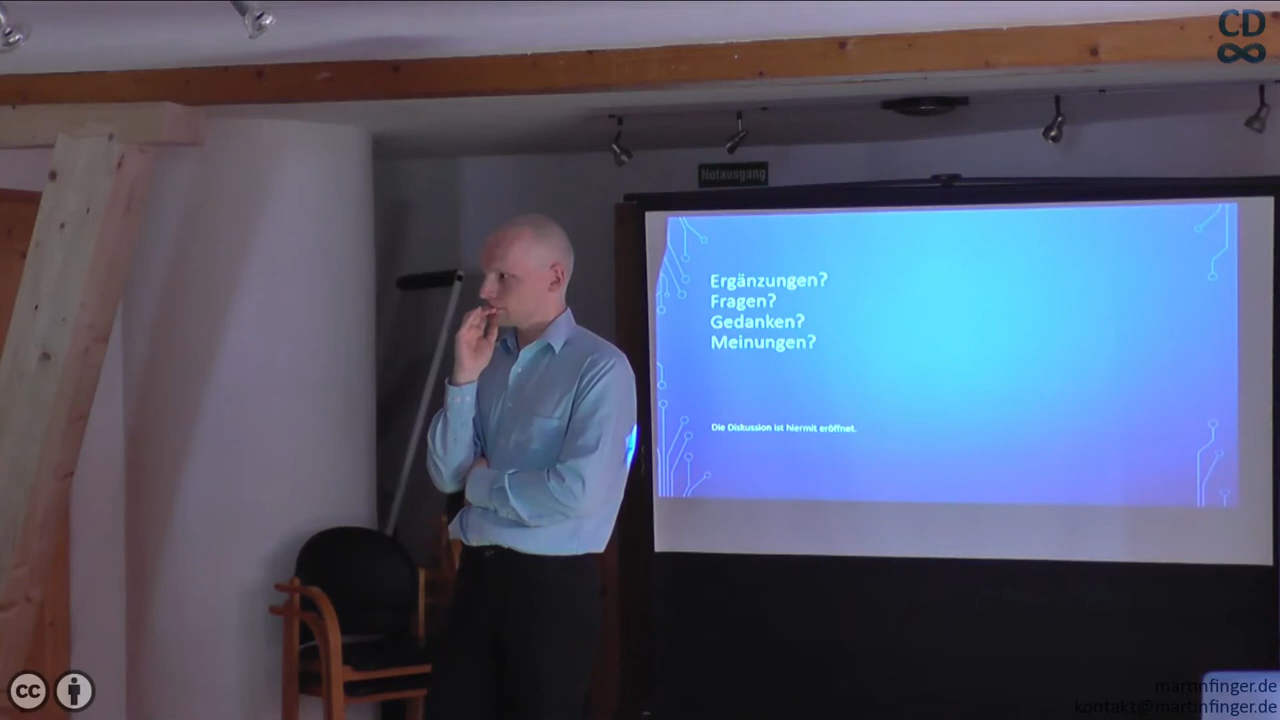 CD
Notausgang
Ergänzungen?
Fragen?
Gedanken?
Meinungen?
Die Diskussion ist hiermit eröffnet.
cc
martinfinger.de
kontakt@martinfinger.de